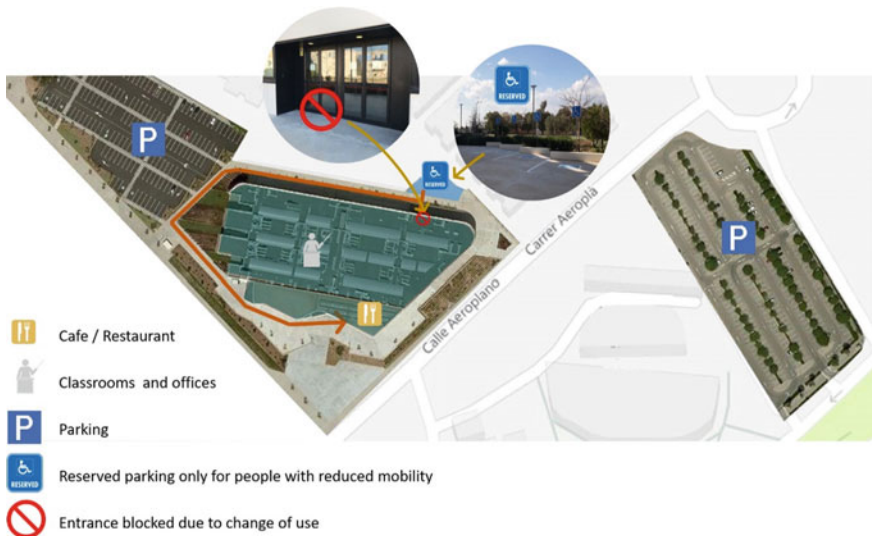 RESERVED
P
RESERVED
P
Carrer Aeroplà
Calle Aeroplano
Cafe / Restaurant
Classrooms and offices
P
Parking
RESERVED
Reserved parking only for people with reduced mobility
Entrance blocked due to change of use